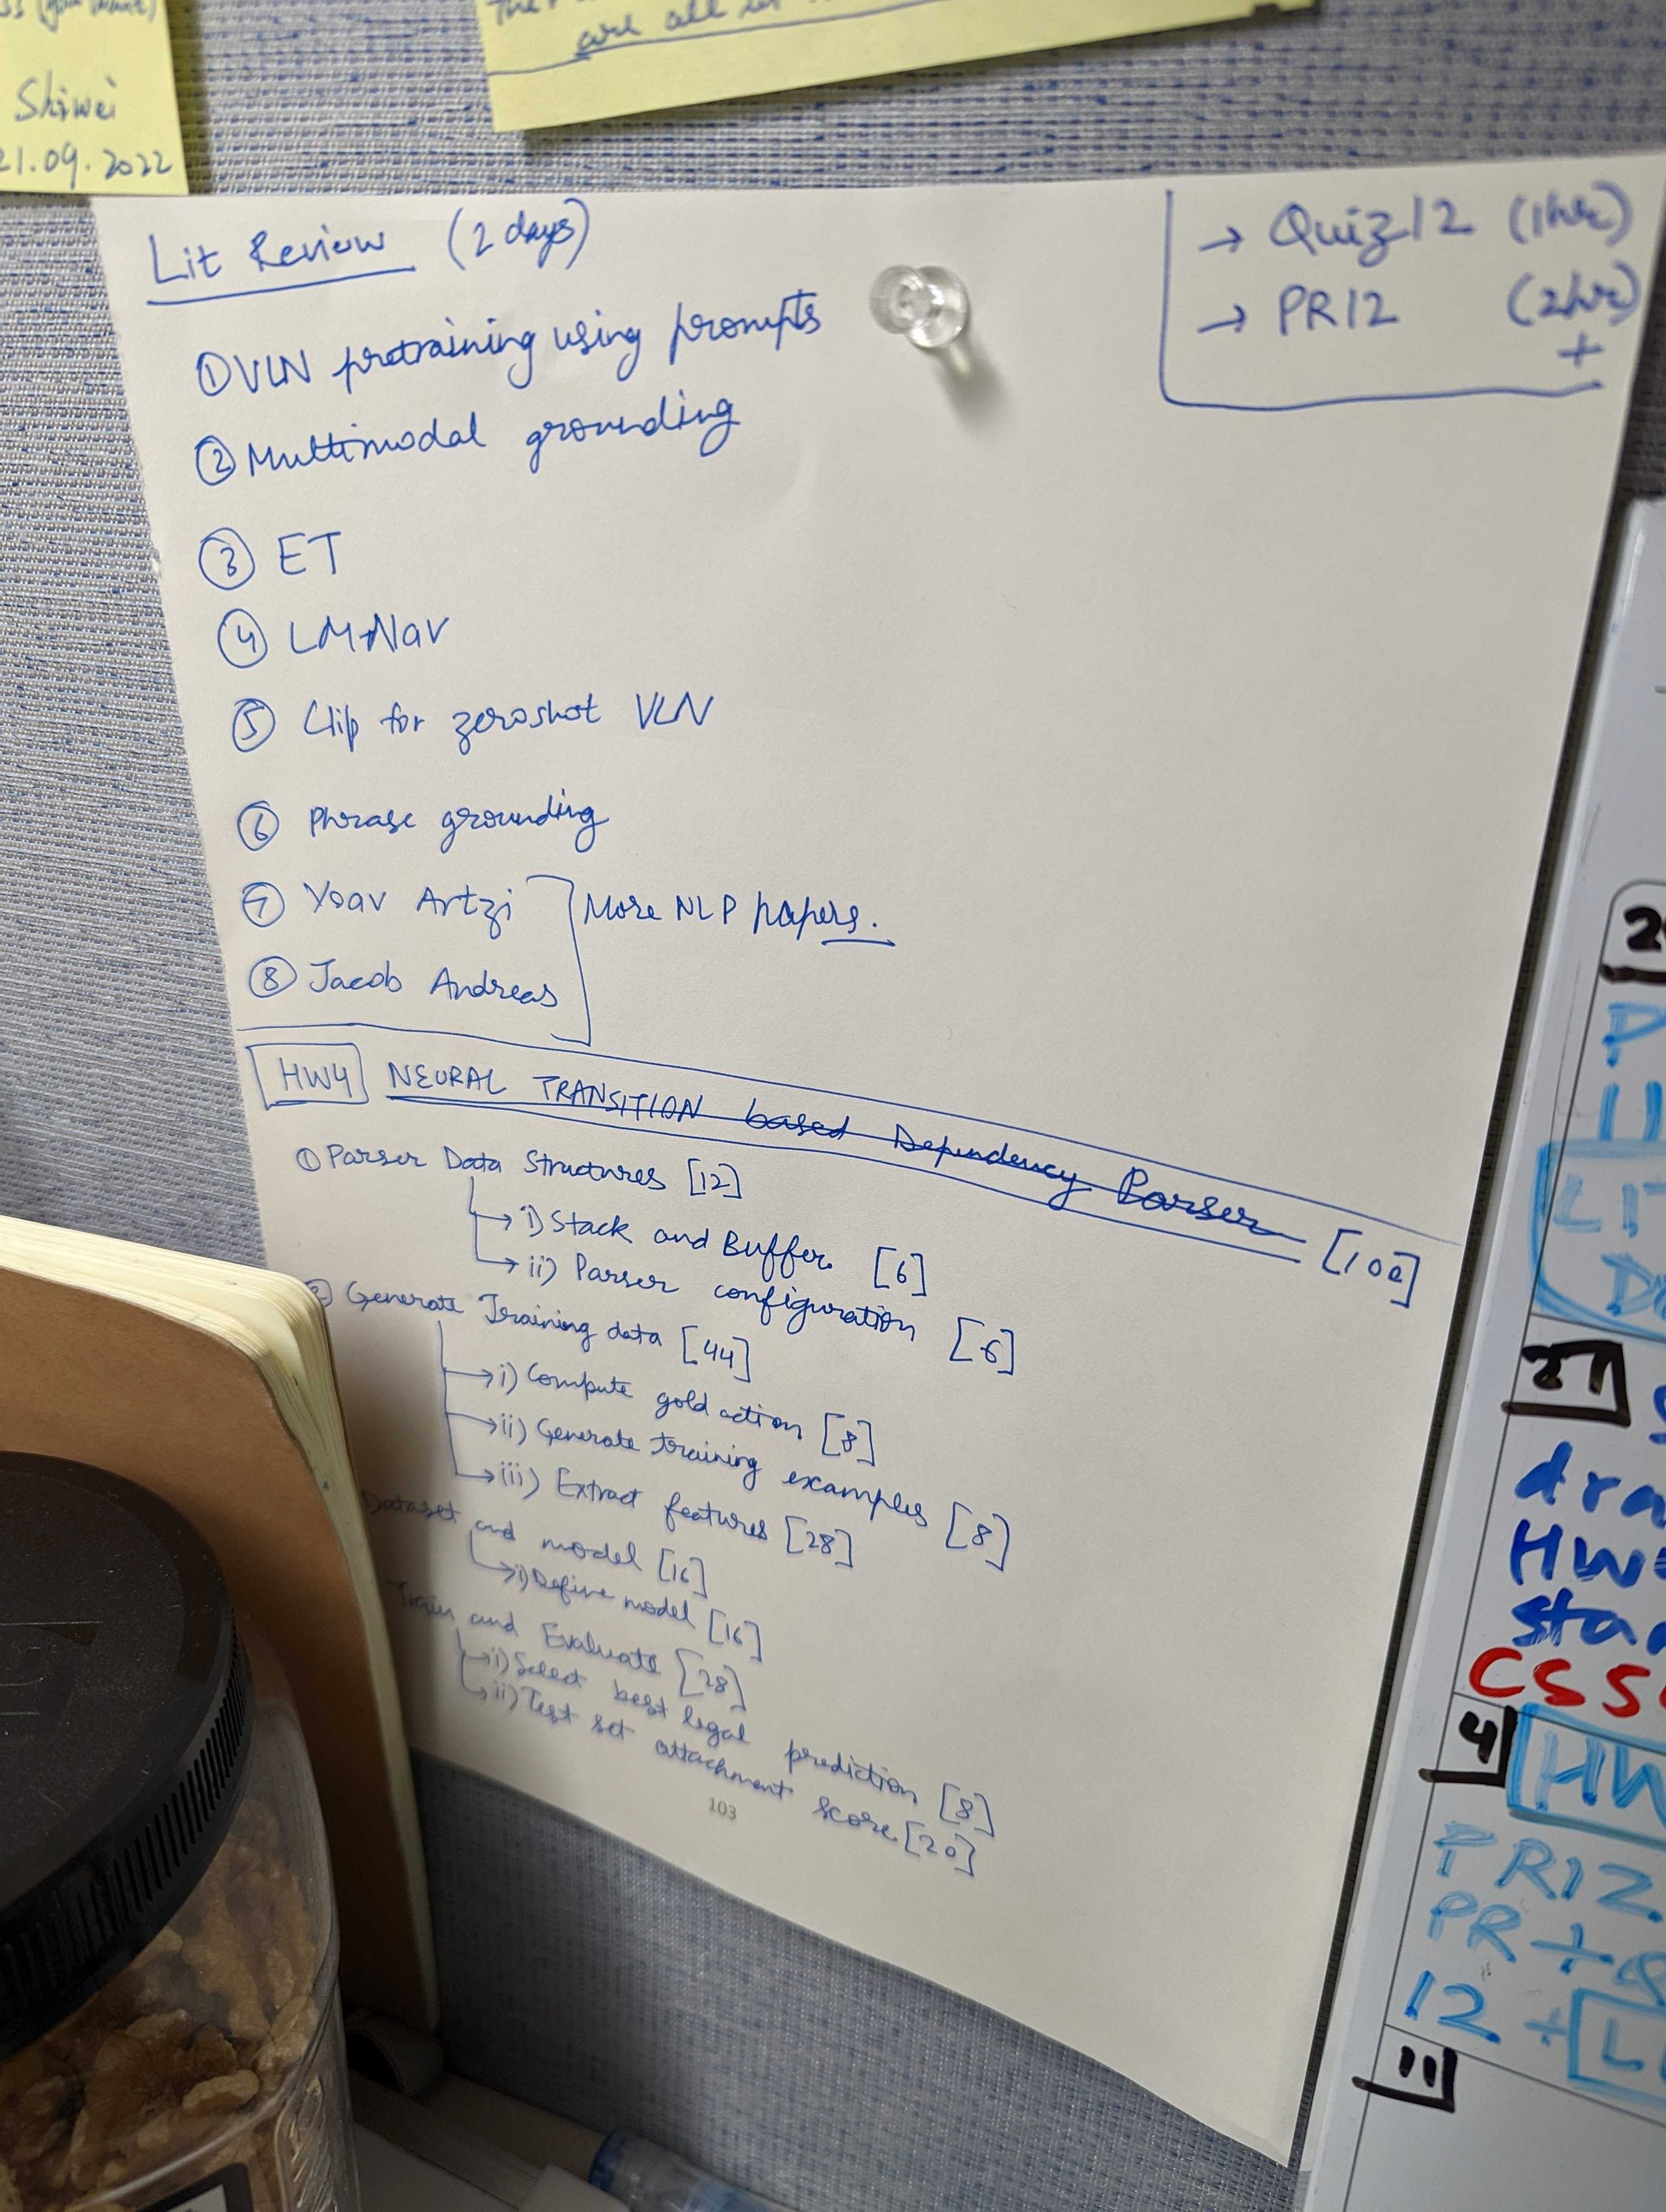 Shiwei
21.09.2022
are all
Lit Review (2 days)
① VLN pretraining using prompts
② Multimodal grounding
③ ET
④ LM-Nav
⑤ Clip for zeroshot VLN
⑥ Phrase grounding
⑦ Yoav Artzi
⑧ Jacob Andreas
More NLP papers.
→ Quiz12 (1hr)
→ PR12 (2hr)
+
HW4 NEURAL TRANSITION based Dependency Parser [100]
① Parser Data Structures [12]
→ i) Stack and Buffer [6]
→ ii) Parser configuration [6]
② Generate Training data [44]
→ i) Compute gold action [8]
→ ii) Generate training examples [8]
→ iii) Extract features [28]
Dataset and model [16]
→ i) Define model [16]
Train and Evaluate [28]
→ i) Select best legal prediction [8]
→ ii) Test set attachment score [20]
103
P
27
dra
HW
sta
CSS
4
HW
PR12
PR +
12 +
11